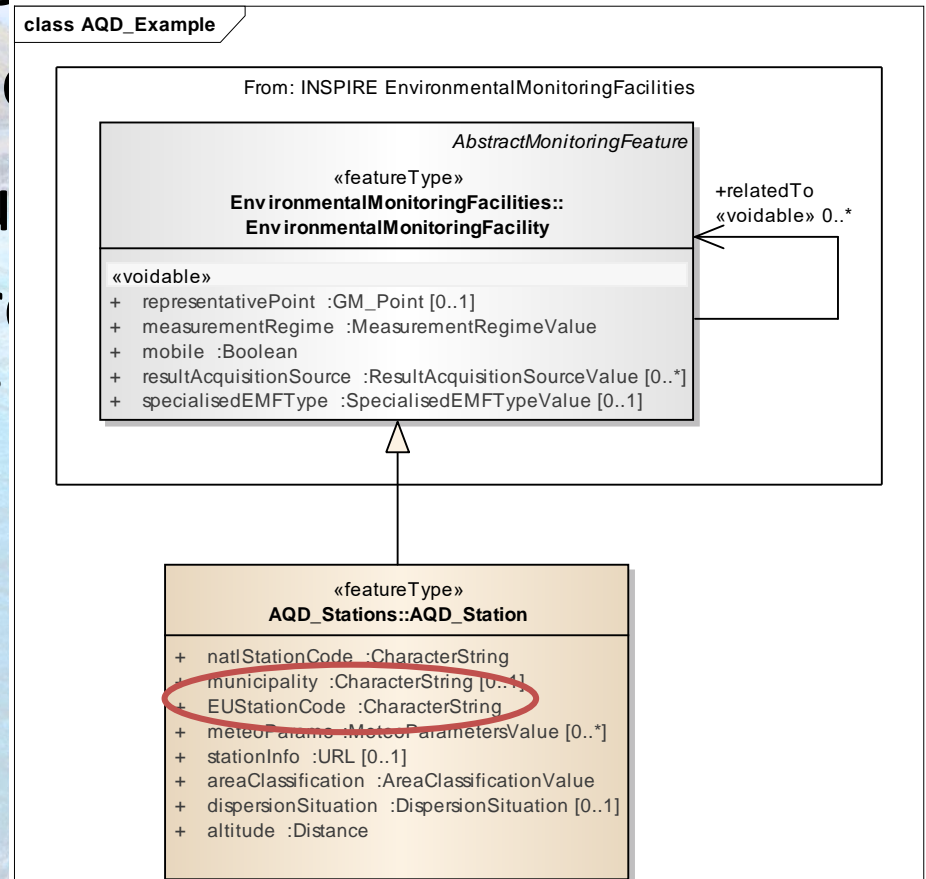 class AQD_Example
From: INSPIRE EnvironmentalMonitoringFacilities
AbstractMonitoringFeature
«featureType»
EnvironmentalMonitoringFacilities::
EnvironmentalMonitoringFacility
+relatedTo
«voidable» 0..*
«voidable»
+ representativePoint :GM_Point [0..1]
+ measurementRegime :MeasurementRegimeValue
+ mobile :Boolean
+ resultAcquisitionSource :ResultAcquisitionSourceValue [0..*]
+ specialisedEMFType :SpecialisedEMFTypeValue [0..1]
«featureType»
AQD_Stations::AQD_Station
+ natlStationCode :CharacterString
+ municipality :CharacterString [0..1]
+ EUStationCode :CharacterString
+ meteoParams :MeteoParametersValue [0..*]
+ stationInfo :URL [0..1]
+ areaClassification :AreaClassificationValue
+ dispersionSituation :DispersionSituation [0..1]
+ altitude :Distance